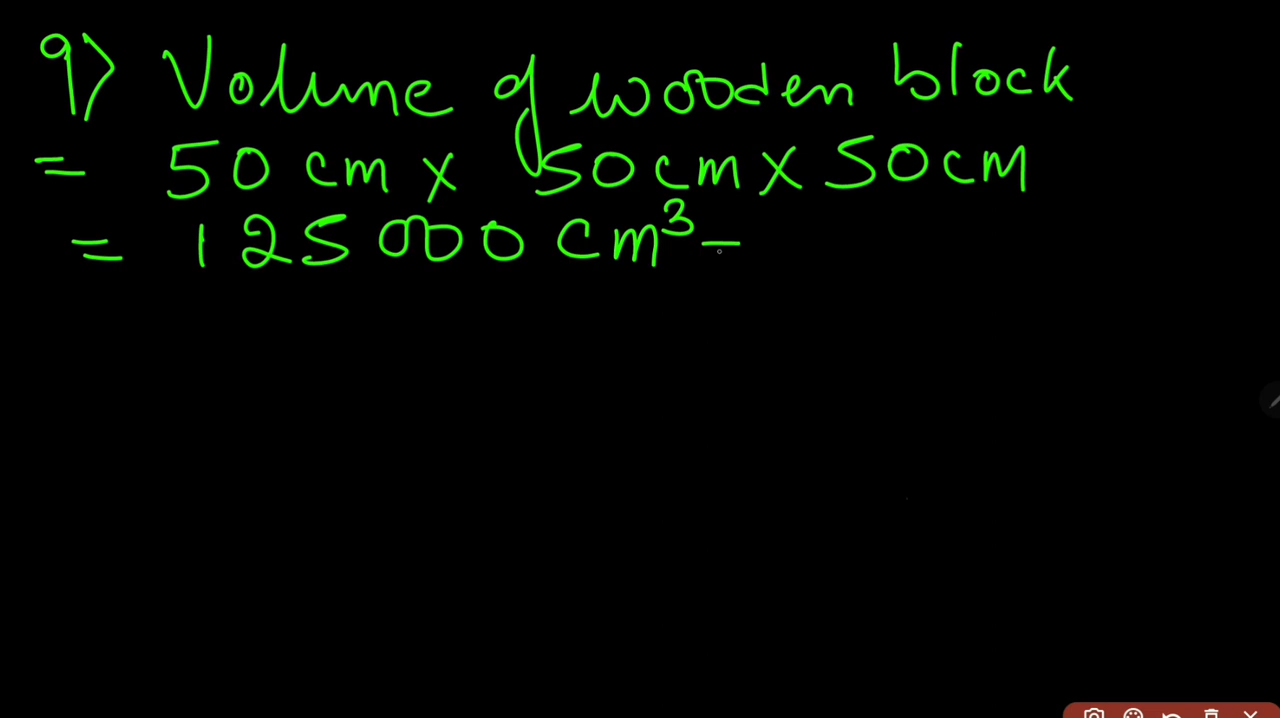 9) Volume of wooden block
= 50 cm x 50 cm x 50 cm
= 125000 cm³ -